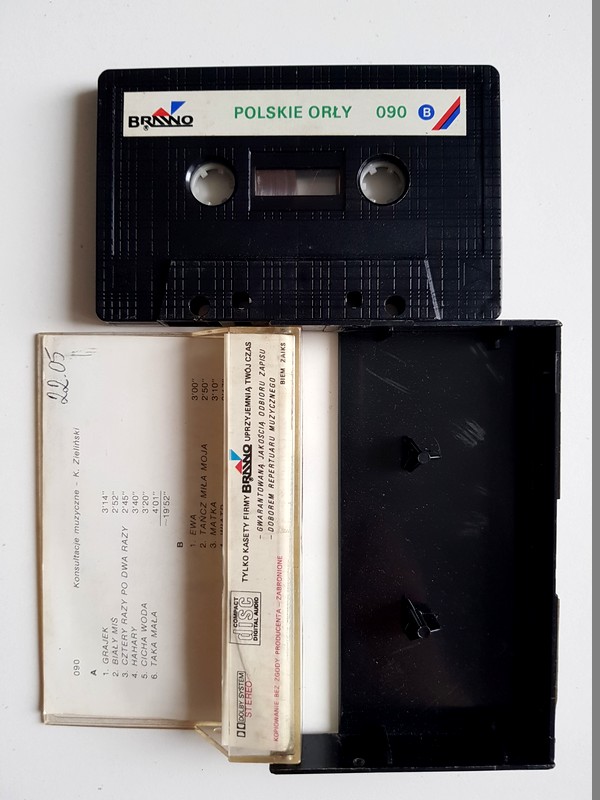 BRAWO
®
POLSKIE ORŁY 090 B
22.05
Konsultacje muzyczne – K. Zieliński
090
A
1. GRAJEK 3'14"
2. BIAŁY MIŚ 2'52"
3. CZTERY RAZY PO DWA RAZY 2'45"
4. HAHARY 3'40"
5. CICHA WODA 3'20"
6. TAKA MAŁA 4'01"
~19'52"
B
1 EWA 3'00"
2. TAŃCZ MIŁA MOJA 2'50"
3. MATKA 3'10"
DOLBY SYSTEM
STEREO
COMPACT
disc
DIGITAL AUDIO
TYLKO KASETY FIRMY BRAWO UPRZYJEMNIĄ TWÓJ CZAS
– GWARANTOWANĄ JAKOŚCIĄ ODBIORU ZAPISU
– DOBOREM REPERTUARU MUZYCZNEGO
KOPIOWANIE BEZ ZGODY PRODUCENTA – ZABRONIONE
BIEM ZAIKS